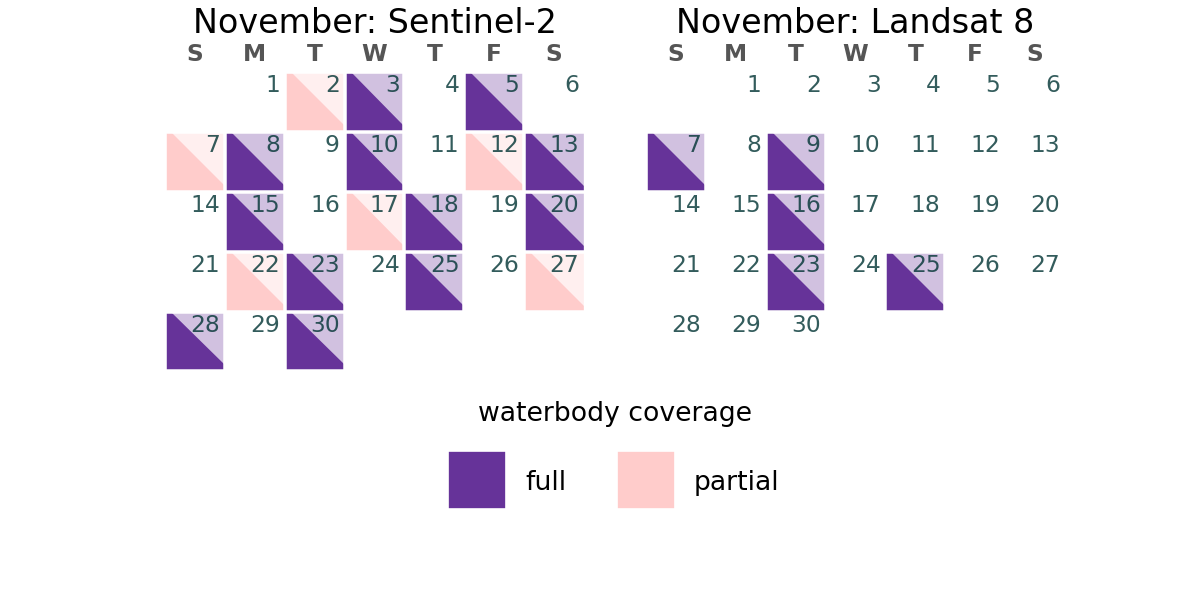 November: Sentinel-2
S M T W T F S
1 2 3 4 5 6
7 8 9 10 11 12 13
14 15 16 17 18 19 20
21 22 23 24 25 26 27
28 29 30
November: Landsat 8
S M T W T F S
1 2 3 4 5 6
7 8 9 10 11 12 13
14 15 16 17 18 19 20
21 22 23 24 25 26 27
28 29 30
waterbody coverage
full partial